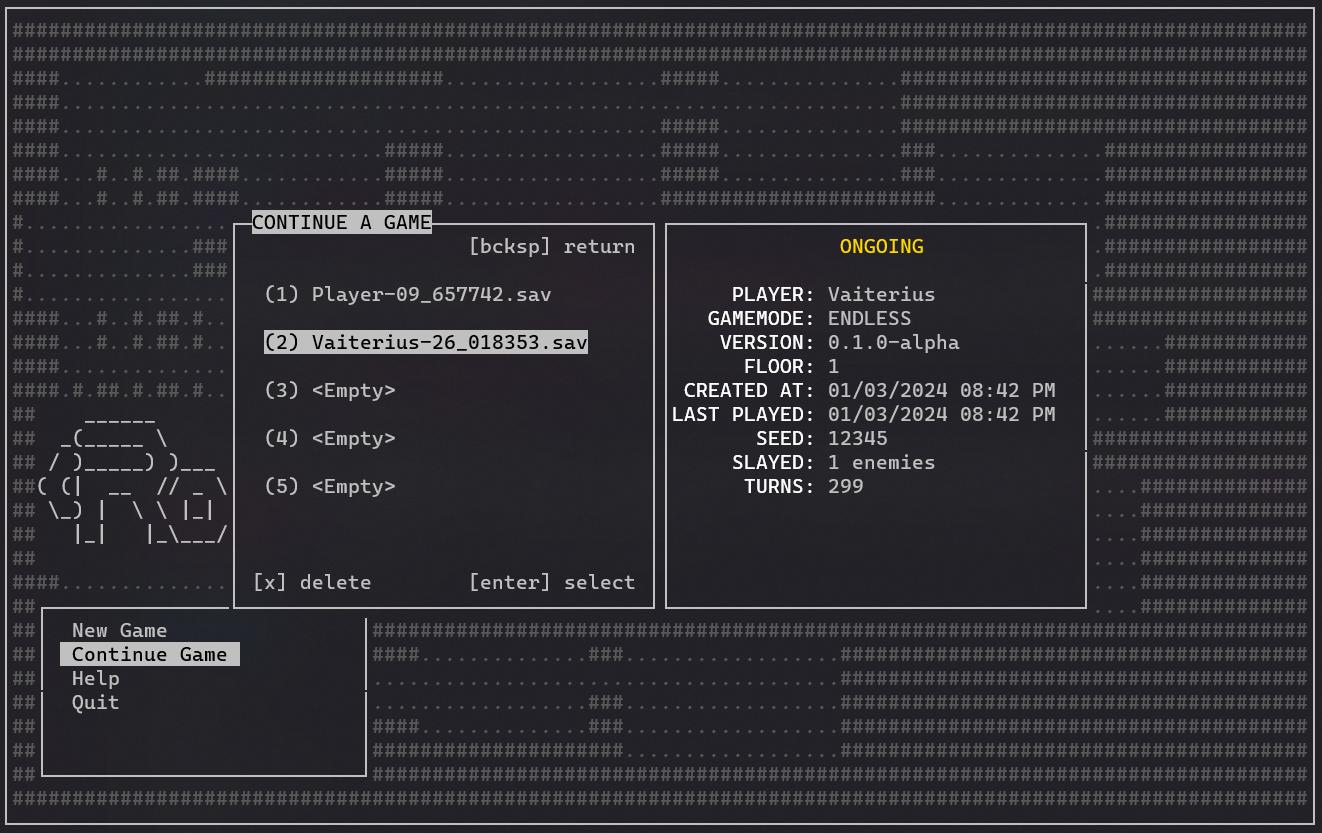 CONTINUE A GAME
[bcksp] return
(1) Player-09_657742.sav
(2) Vaiterius-26_018353.sav
(3) <Empty>
(4) <Empty>
(5) <Empty>
[x] delete [enter] select
ONGOING
PLAYER: Vaiterius
GAMEMODE: ENDLESS
VERSION: 0.1.0-alpha
FLOOR: 1
CREATED AT: 01/03/2024 08:42 PM
LAST PLAYED: 01/03/2024 08:42 PM
SEED: 12345
SLAYED: 1 enemies
TURNS: 299
New Game
Continue Game
Help
Quit